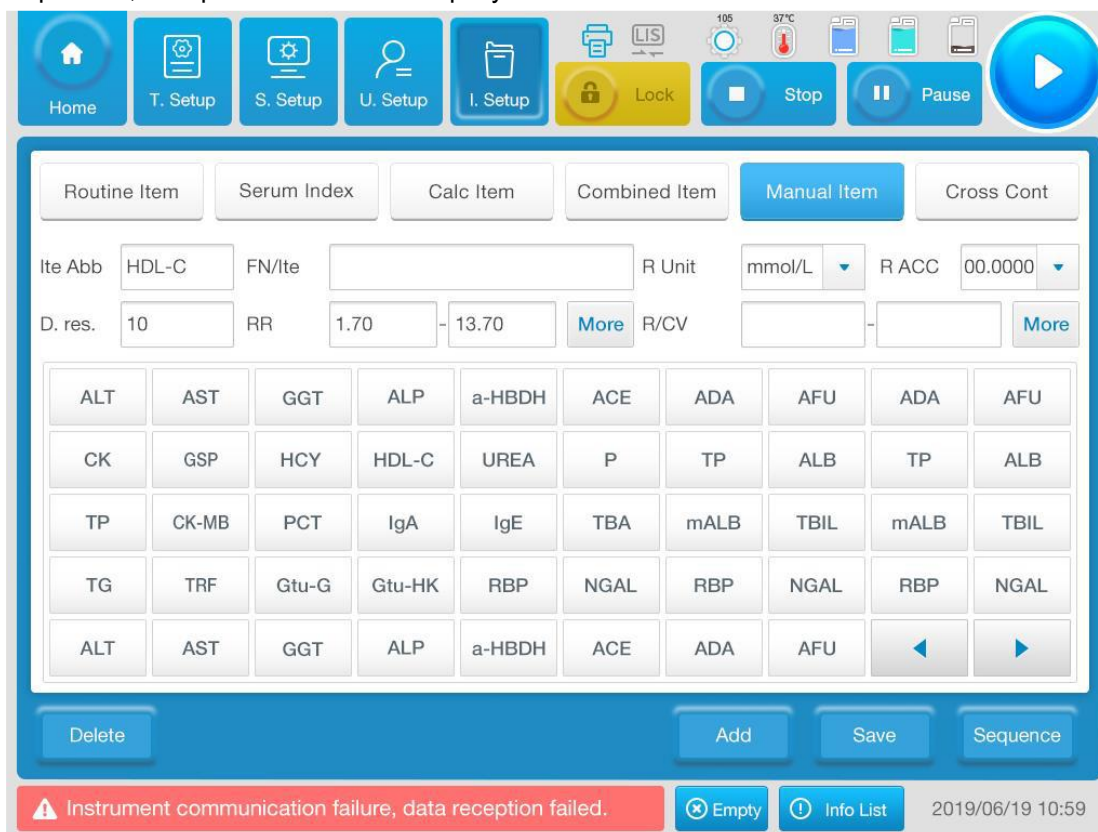 105 37℃
LIS
Home T. Setup S. Setup U. Setup I. Setup Lock Stop Pause
Routine Item Serum Index Calc Item Combined Item Manual Item Cross Cont
Ite Abb HDL-C FN/Ite R Unit mmol/L R ACC 00.0000
D. res. 10 RR 1.70 - 13.70 More R/CV - More
ALT AST GGT ALP a-HBDH ACE ADA AFU ADA AFU
CK GSP HCY HDL-C UREA P TP ALB TP ALB
TP CK-MB PCT IgA IgE TBA mALB TBIL mALB TBIL
TG TRF Gtu-G Gtu-HK RBP NGAL RBP NGAL RBP NGAL
ALT AST GGT ALP a-HBDH ACE ADA AFU
Delete Add Save Sequence
Instrument communication failure, data reception failed. Empty Info List 2019/06/19 10:59